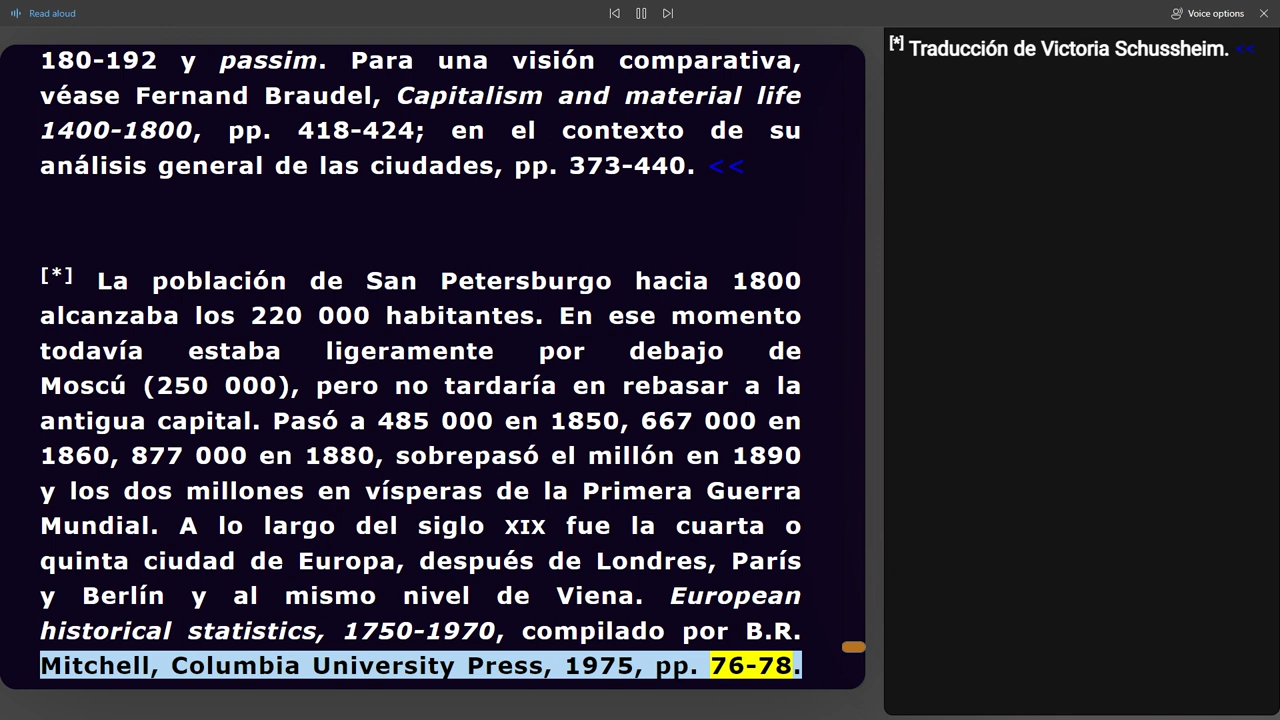 Read aloud
Voice options
180-192 y passim. Para una visión comparativa,
véase Fernand Braudel, Capitalism and material life
1400-1800, pp. 418-424; en el contexto de su
análisis general de las ciudades, pp. 373-440. <<
[*] La población de San Petersburgo hacia 1800
alcanzaba los 220 000 habitantes. En ese momento
todavía estaba ligeramente por debajo de
Moscú (250 000), pero no tardaría en rebasar a la
antigua capital. Pasó a 485 000 en 1850, 667 000 en
1860, 877 000 en 1880, sobrepasó el millón en 1890
y los dos millones en vísperas de la Primera Guerra
Mundial. A lo largo del siglo XIX fue la cuarta o
quinta ciudad de Europa, después de Londres, París
y Berlín y al mismo nivel de Viena. European
historical statistics, 1750-1970, compilado por B.R.
Mitchell, Columbia University Press, 1975, pp. 76-78.
[*] Traducción de Victoria Schussheim. <<